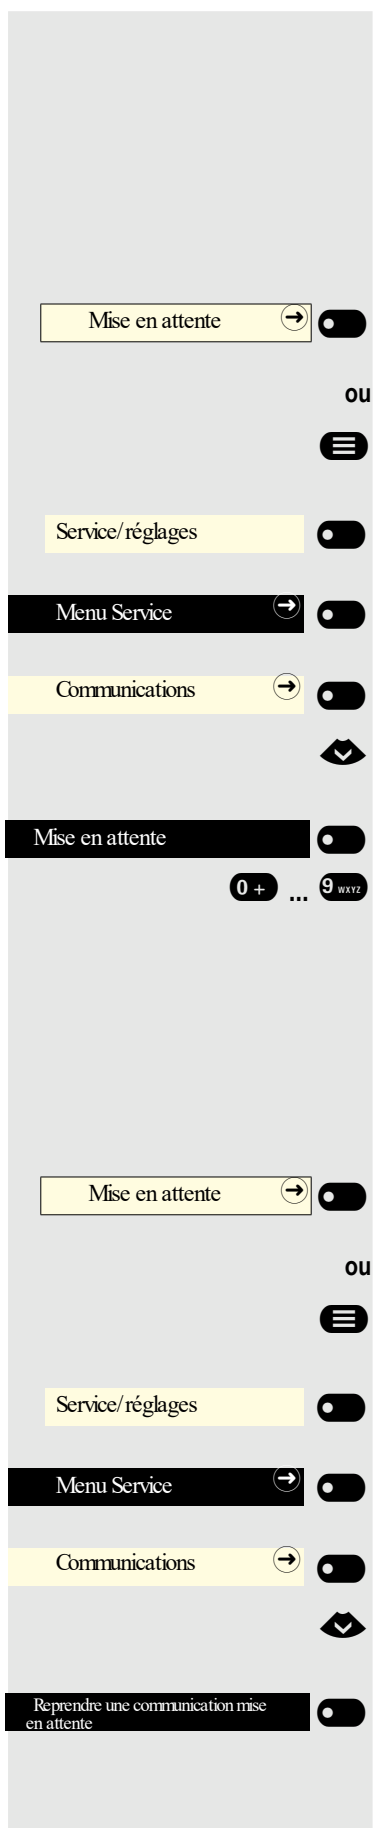 Mise en attente
ou
Service/réglages
Menu Service
Communications
Mise en attente
0 + ... 9 WXYZ
Mise en attente
ou
Service/réglages
Menu Service
Communications
Reprendre une communication mise
en attente